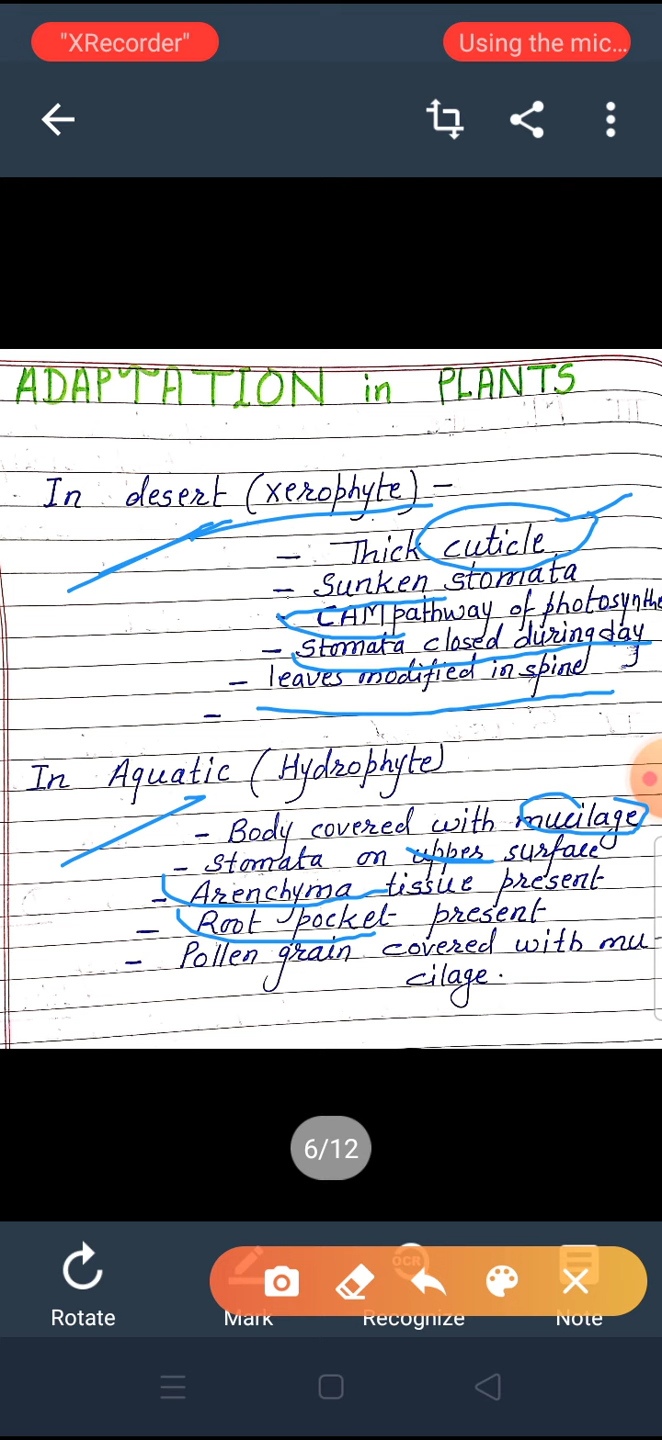 "XRecorder"
Using the mic...
ADAPTATION in PLANTS
In desert (xerophyte) -
- Thick cuticle
- Sunken stomata
- CAM pathway of photosynthe
- Stomata closed during day
- leaves modified in spine
-
In Aquatic (Hydrophyte)
- Body covered with mucilage
- Stomata on upper surface
- Arenchyma tissue present
- Root pocket present
- Pollen grain covered with mu
cilage.
6/12
OCR
Rotate
Mark
Recognize
Note